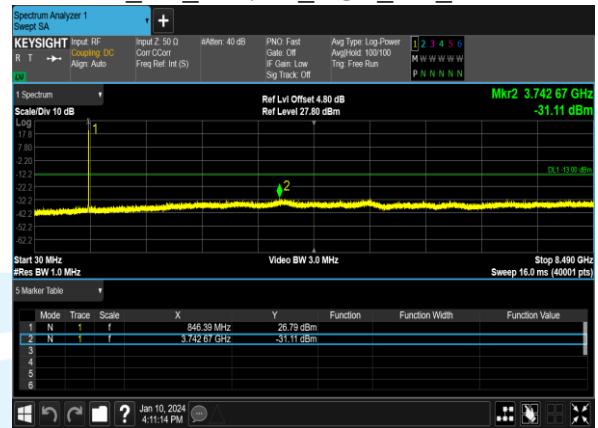 Spectrum Analyzer 1
Swept SA
+
KEYSIGHT Input: RF Input Z: 50 Ω #Atten: 40 dB PNO: Fast Avg Type: Log-Power 1 2 3 4 5 6
R T Coupling: DC Corr CCorr Gate: Off Avg|Hold: 100/100 M W W W W W
Align: Auto Freq Ref: Int (S) IF Gain: Low Trig: Free Run
Sig Track: Off P N N N N N
LV
1 Spectrum Ref Lvl Offset 4.80 dB Mkr2 3.742 67 GHz
Scale/Div 10 dB Ref Level 27.80 dBm -31.11 dBm
Log
1
17.8
7.80
-2.20
DL1 -13.00 dBm
-12.2
2
-22.2
-32.2
-42.2
-52.2
-62.2
Start 30 MHz Video BW 3.0 MHz Stop 8.490 GHz
#Res BW 1.0 MHz Sweep 16.0 ms (40001 pts)
5 Marker Table
Mode Trace Scale X Y Function Function Width Function Value
1 N 1 f 846.39 MHz 26.79 dBm
2 N 1 f 3.742 67 GHz -31.11 dBm
3
4
5
6
? Jan 10, 2024
4:11:14 PM